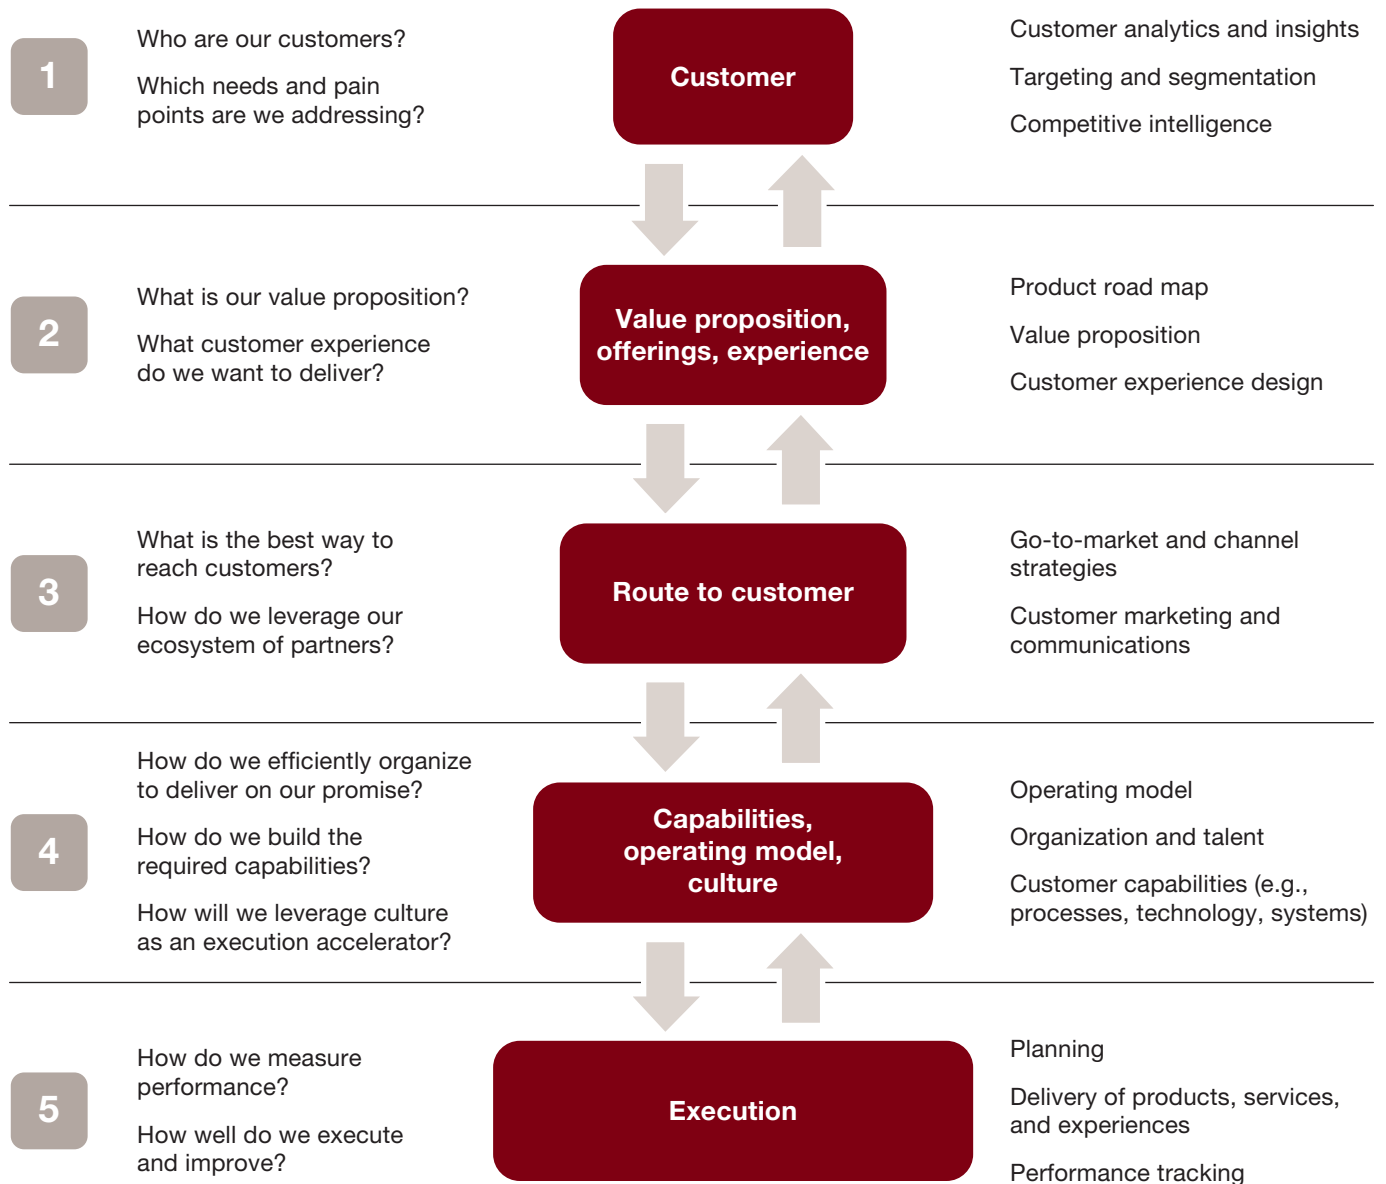 1
Who are our customers?
Which needs and pain
points are we addressing?
Customer
Customer analytics and insights
Targeting and segmentation
Competitive intelligence
2
What is our value proposition?
What customer experience
do we want to deliver?
Value proposition,
offerings, experience
Product road map
Value proposition
Customer experience design
3
What is the best way to
reach customers?
How do we leverage our
ecosystem of partners?
Route to customer
Go-to-market and channel
strategies
Customer marketing and
communications
4
How do we efficiently organize
to deliver on our promise?
How do we build the
required capabilities?
How will we leverage culture
as an execution accelerator?
Capabilities,
operating model,
culture
Operating model
Organization and talent
Customer capabilities (e.g.,
processes, technology, systems)
5
How do we measure
performance?
How well do we execute
and improve?
Execution
Planning
Delivery of products, services,
and experiences
Performance tracking